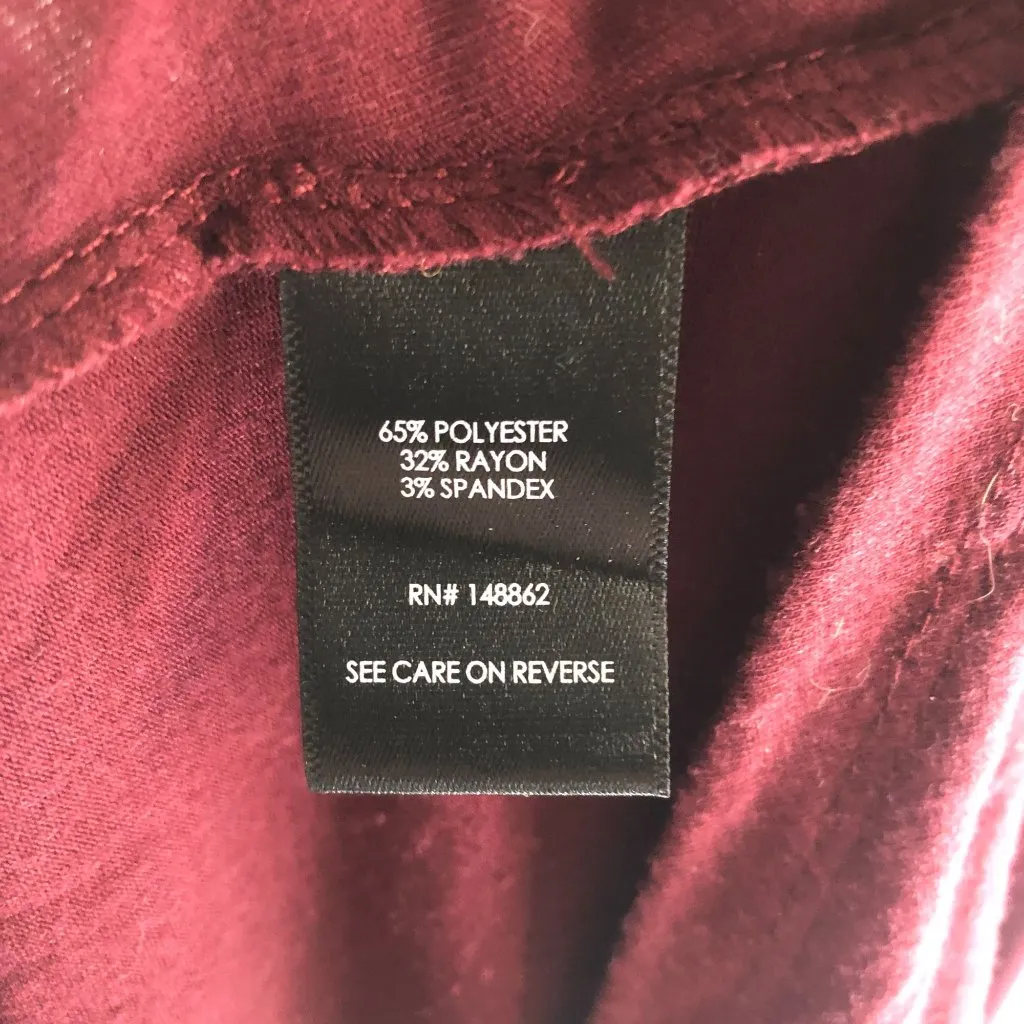 65% POLYESTER
32% RAYON
3% SPANDEX
RN# 148862
SEE CARE ON REVERSE